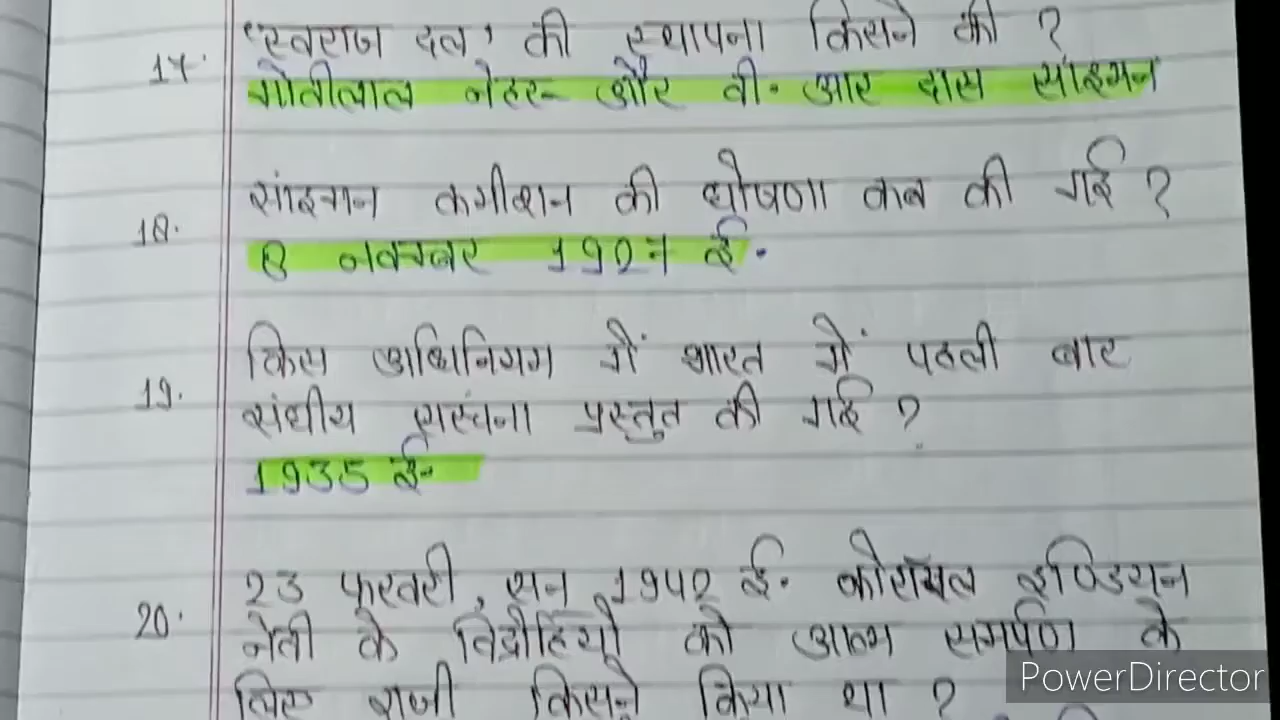 17. "स्वराज दल' की स्थापना किसने की ?
मोतीलाल नेहरू और वी. आर दास साइमन
18. साइमन कमीशन की घोषणा कब की गई ?
8 नवम्बर 1927 ई.
किस अधिनियम में भारत में पहली बार
19. संघीय सरंचना प्रस्तुत की गई ?
1935 ई.
23 फरवरी, सन 1942 ई. कोरॉयल इण्डियन
20. नेवी के विद्रोहियो को आत्म समर्पण के
लिए राजी किसने किया था ?
PowerDirector